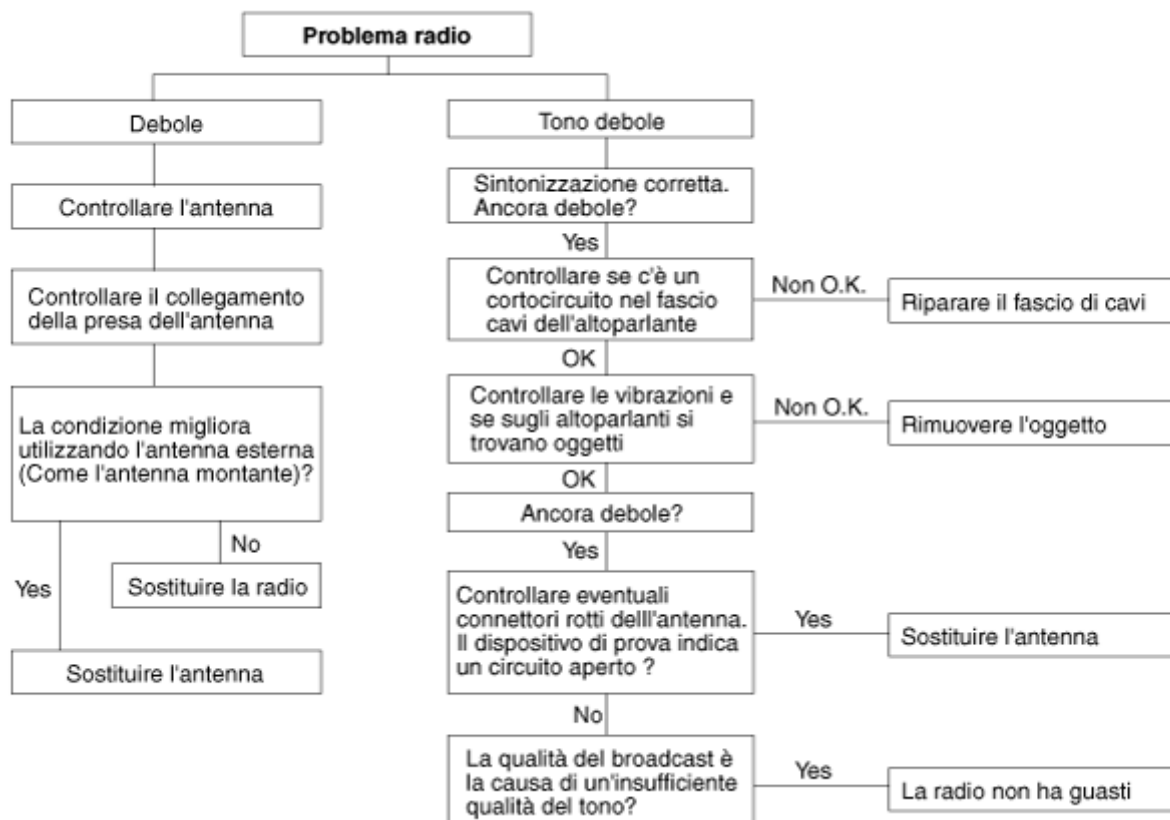 Problema radio
Debole
Tono debole
Controllare l'antenna
Sintonizzazione corretta.
Ancora debole?
Yes
Controllare il collegamento
della presa dell'antenna
Controllare se c'è un
cortocircuito nel fascio
cavi dell'altoparlante
Non O.K.
Riparare il fascio di cavi
OK
La condizione migliora
utilizzando l'antenna esterna
(Come l'antenna montante)?
Controllare le vibrazioni e
se sugli altoparlanti si
trovano oggetti
Non O.K.
Rimuovere l'oggetto
OK
Ancora debole?
No
Yes
Yes
Sostituire la radio
Controllare eventuali
connettori rotti delll'antenna.
Il dispositivo di prova indica
un circuito aperto ?
Yes
Sostituire l'antenna
Sostituire l'antenna
No
La qualità del broadcast è
la causa di un'insufficiente
qualità del tono?
Yes
La radio non ha guasti